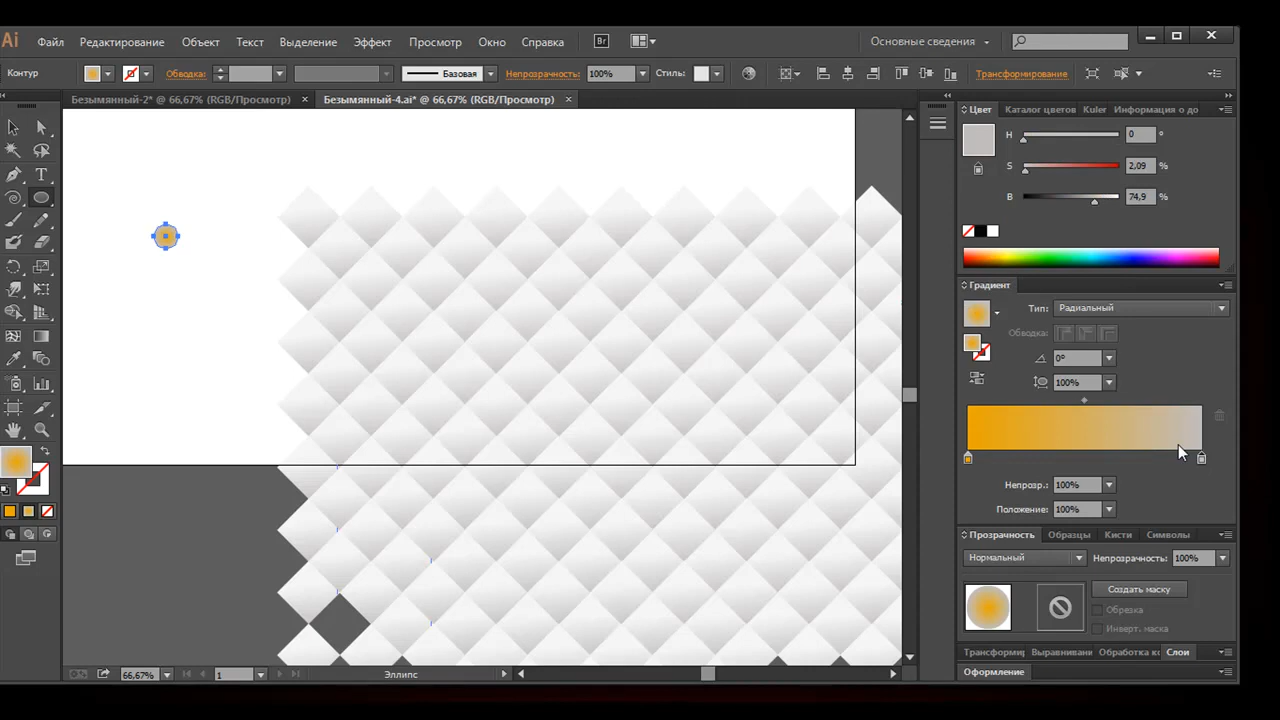 Ai Файл Редактирование Объект Текст Выделение Эффект Просмотр Окно Справка Br Основные сведения
Контур Обводка: Базовая Непрозрачность: 100% Стиль: Трансформирование
Безымянный-2* @ 66,67% (RGB/Просмотр) × Безымянный-4.ai* @ 66,67% (RGB/Просмотр) ×
Цвет Каталог цветов Kuler Информация о до
H 0 °
S 2,09 %
B 74,9 %
Градиент
Тип: Радиальный
Обводка:
0°
100%
Непрозр.: 100%
Положение: 100%
Прозрачность Образцы Кисти Символы
Нормальный Непрозрачность: 100%
Создать маску
Обрезка
Инверт. маска
Трансформир Выравнивани Обработка кс Слои
Оформление
66,67% 1 Эллипс